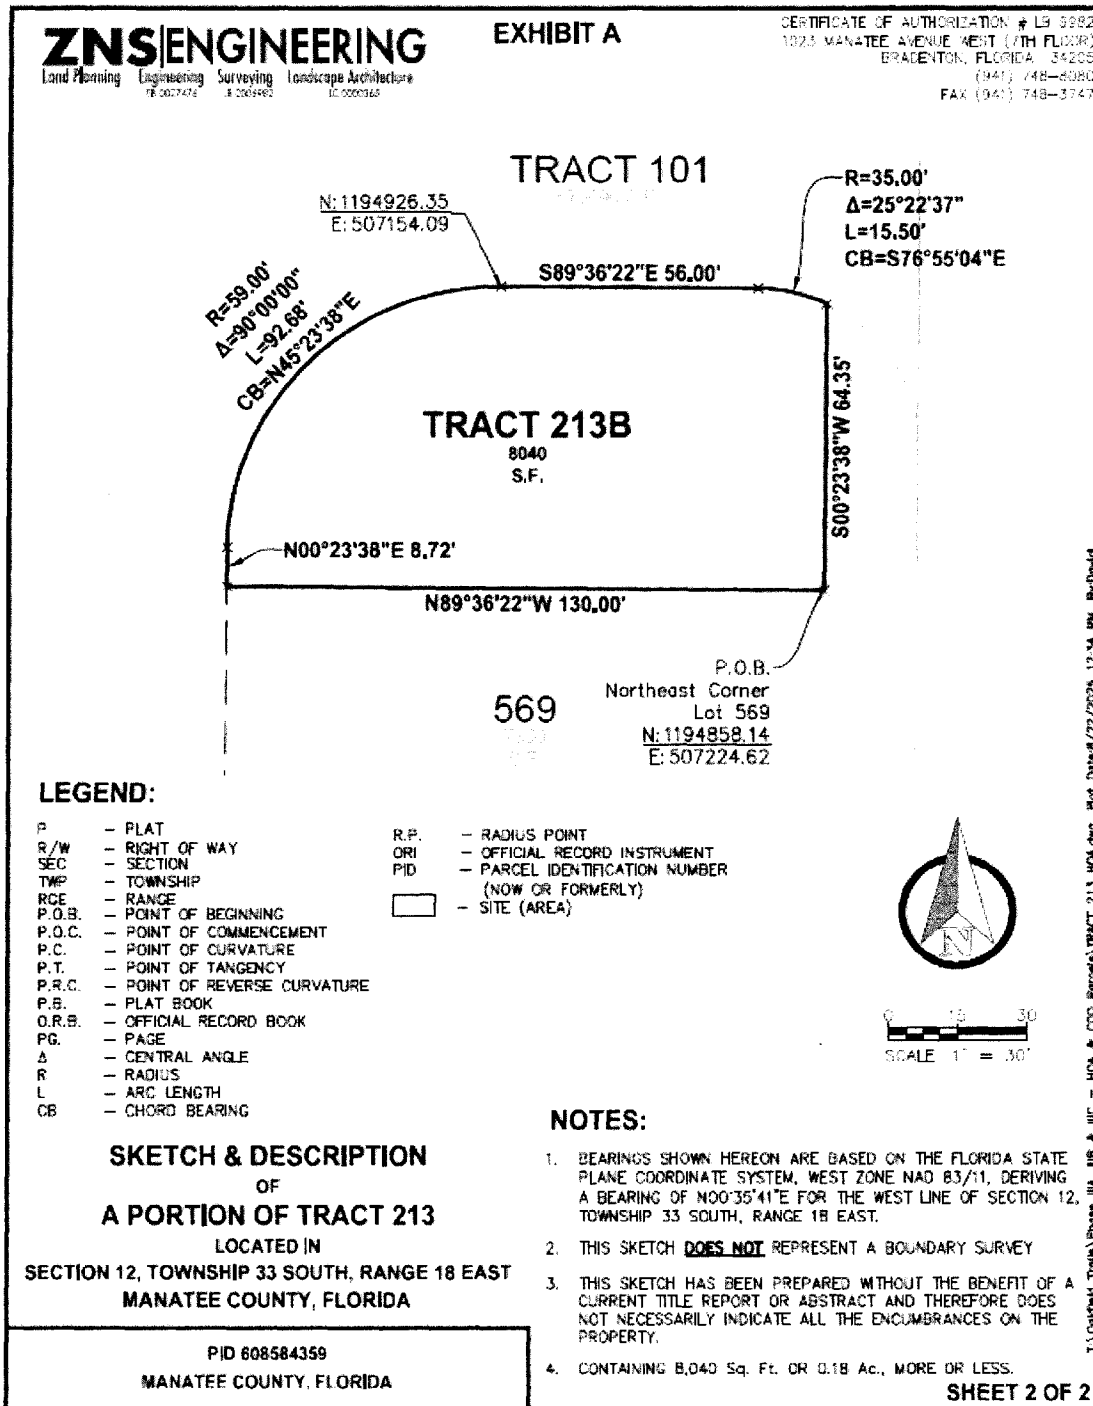 ZNS ENGINEERING
Land Planning Engineering Surveying Landscape Architecture
EXHIBIT A
CERTIFICATE OF AUTHORIZATION # LB 6982
1023 MANATEE AVENUE WEST (7TH FLOOR)
BRADENTON, FLORIDA 34205
(941) 748-8080
FAX (941) 748-3747
TRACT 101
N: 1194926.35
E: 507154.09
R=35.00'
Δ=25°22'37"
L=15.50'
CB=S76°55'04"E
S89°36'22"E 56.00'
R=59.00'
Δ=90°00'00"
L=92.68'
CB=N45°23'38"E
TRACT 213B
8040
S.F.
S00°23'38"W 64.35'
N00°23'38"E 8.72'
N89°36'22"W 130.00'
P.O.B.
Northeast Corner
Lot 569
N: 1194858.14
E: 507224.62
569
LEGEND:
P – PLAT
R/W – RIGHT OF WAY
SEC – SECTION
TWP – TOWNSHIP
RGE – RANGE
P.O.B. – POINT OF BEGINNING
P.O.C. – POINT OF COMMENCEMENT
P.C. – POINT OF CURVATURE
P.T. – POINT OF TANGENCY
P.R.C. – POINT OF REVERSE CURVATURE
P.B. – PLAT BOOK
O.R.B. – OFFICIAL RECORD BOOK
PG. – PAGE
Δ – CENTRAL ANGLE
R – RADIUS
L – ARC LENGTH
CB – CHORD BEARING
R.P. – RADIUS POINT
ORI – OFFICIAL RECORD INSTRUMENT
PID – PARCEL IDENTIFICATION NUMBER
(NOW OR FORMERLY)
– SITE (AREA)
N
0 15 30
SCALE 1" = 30'
SKETCH & DESCRIPTION
OF
A PORTION OF TRACT 213
LOCATED IN
SECTION 12, TOWNSHIP 33 SOUTH, RANGE 18 EAST
MANATEE COUNTY, FLORIDA
PID 608584359
MANATEE COUNTY, FLORIDA
NOTES:
1. BEARINGS SHOWN HEREON ARE BASED ON THE FLORIDA STATE
PLANE COORDINATE SYSTEM, WEST ZONE NAD 83/11, DERIVING
A BEARING OF N00°35'41"E FOR THE WEST LINE OF SECTION 12,
TOWNSHIP 33 SOUTH, RANGE 18 EAST.
2. THIS SKETCH DOES NOT REPRESENT A BOUNDARY SURVEY
3. THIS SKETCH HAS BEEN PREPARED WITHOUT THE BENEFIT OF A
CURRENT TITLE REPORT OR ABSTRACT AND THEREFORE DOES
NOT NECESSARILY INDICATE ALL THE ENCUMBRANCES ON THE
PROPERTY.
4. CONTAINING 8,040 Sq. Ft. OR 0.18 Ac., MORE OR LESS.
SHEET 2 OF 2